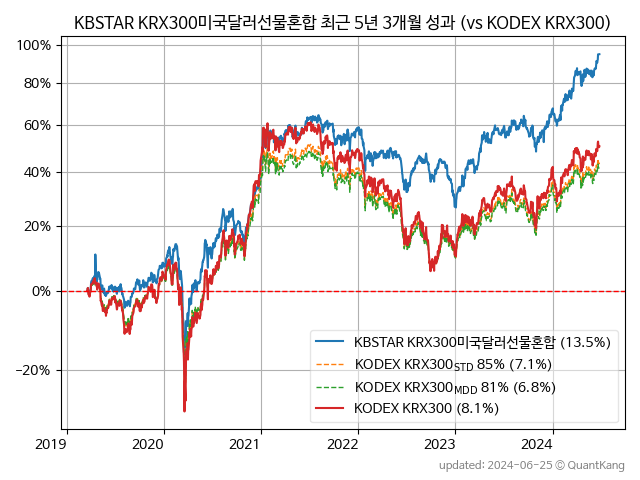 KBSTAR KRX300미국달러선물혼합 최근 5년 3개월 성과 (vs KODEX KRX300)
100%
80%
60%
40%
20%
0%
−20%
KBSTAR KRX300미국달러선물혼합 (13.5%)
KODEX KRX300STD 85% (7.1%)
KODEX KRX300MDD 81% (6.8%)
KODEX KRX300 (8.1%)
2019 2020 2021 2022 2023 2024
updated: 2024-06-25 © QuantKang